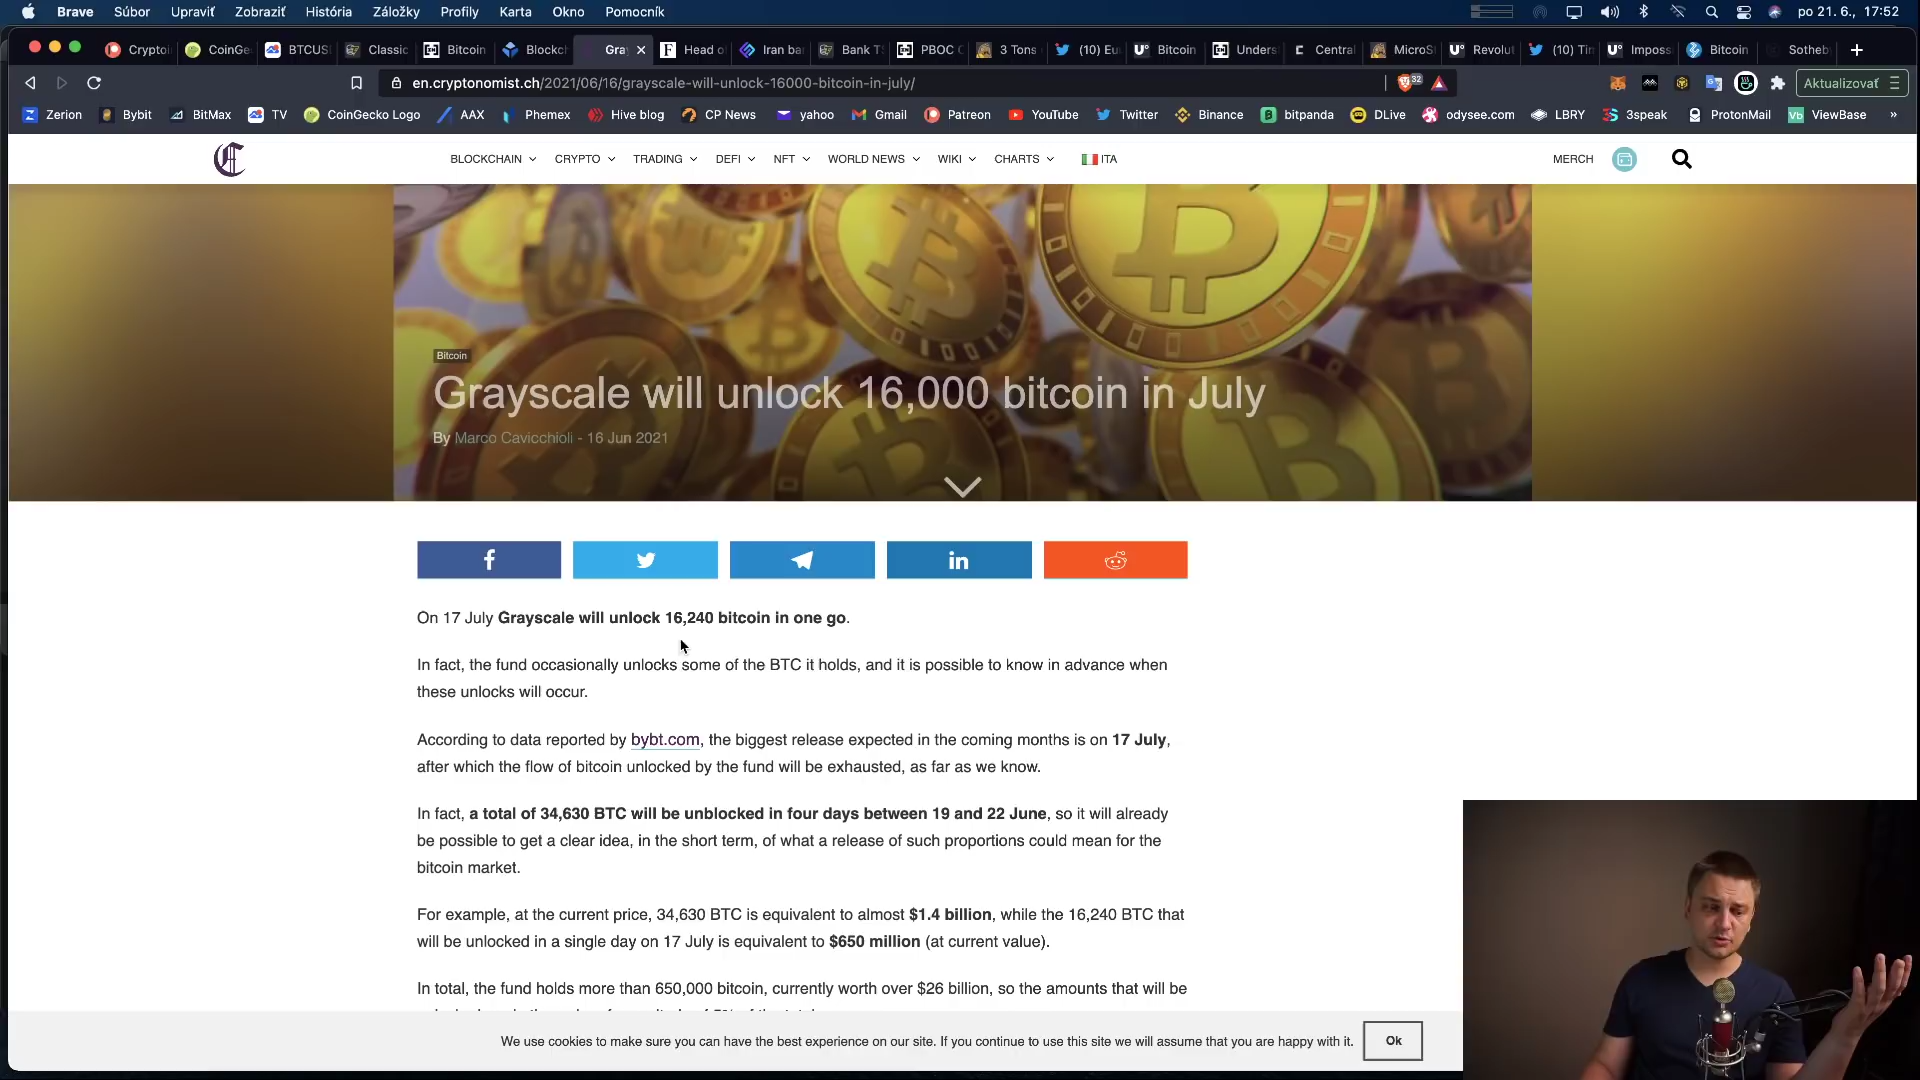 Brave Súbor Upraviť Zobraziť História Záložky Profily Karta Okno Pomocník po 21. 6., 17:52
Crypto CoinGe BTCUS Classic Bitcoin Blockch Gra Head o Iran ba Bank T PBOC C 3 Tons (10) Eu Bitcoin Unders Central MicroSt Revolut (10) Tim Imposs Bitcoin Sotheb
en.cryptonomist.ch/2021/06/16/grayscale-will-unlock-16000-bitcoin-in-july/ 32 Aktualizovať
Zerion Bybit BitMax TV CoinGecko Logo AAX Phemex Hive blog CP News yahoo Gmail Patreon YouTube Twitter Binance bitpanda DLive odysee.com LBRY 3speak ProtonMail ViewBase »
BLOCKCHAIN CRYPTO TRADING DEFI NFT WORLD NEWS WIKI CHARTS ITA MERCH
Bitcoin
Grayscale will unlock 16,000 bitcoin in July
By Marco Cavicchioli - 16 Jun 2021
On 17 July Grayscale will unlock 16,240 bitcoin in one go.
In fact, the fund occasionally unlocks some of the BTC it holds, and it is possible to know in advance when
these unlocks will occur.
According to data reported by bybt.com, the biggest release expected in the coming months is on 17 July,
after which the flow of bitcoin unlocked by the fund will be exhausted, as far as we know.
In fact, a total of 34,630 BTC will be unblocked in four days between 19 and 22 June, so it will already
be possible to get a clear idea, in the short term, of what a release of such proportions could mean for the
bitcoin market.
For example, at the current price, 34,630 BTC is equivalent to almost $1.4 billion, while the 16,240 BTC that
will be unlocked in a single day on 17 July is equivalent to $650 million (at current value).
In total, the fund holds more than 650,000 bitcoin, currently worth over $26 billion, so the amounts that will be
We use cookies to make sure you can have the best experience on our site. If you continue to use this site we will assume that you are happy with it. Ok